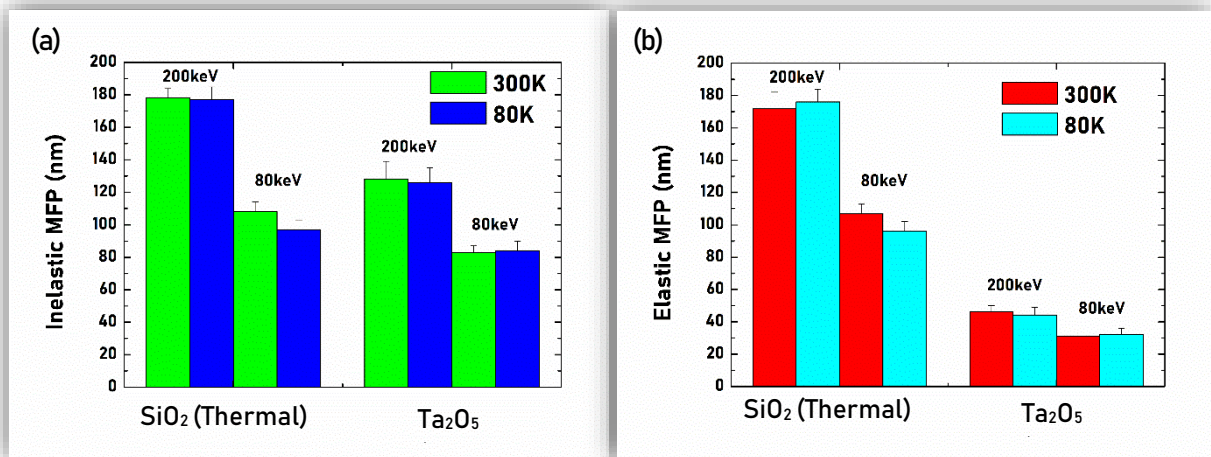 (a)
Inelastic MFP (nm)
200
180
160
140
120
100
80
60
40
20
0
200keV
80keV
200keV
80keV
300K
80K
SiO₂ (Thermal)
Ta₂O₅
(b)
Elastic MFP (nm)
200
180
160
140
120
100
80
60
40
20
0
200keV
80keV
200keV
80keV
300K
80K
SiO₂ (Thermal)
Ta₂O₅